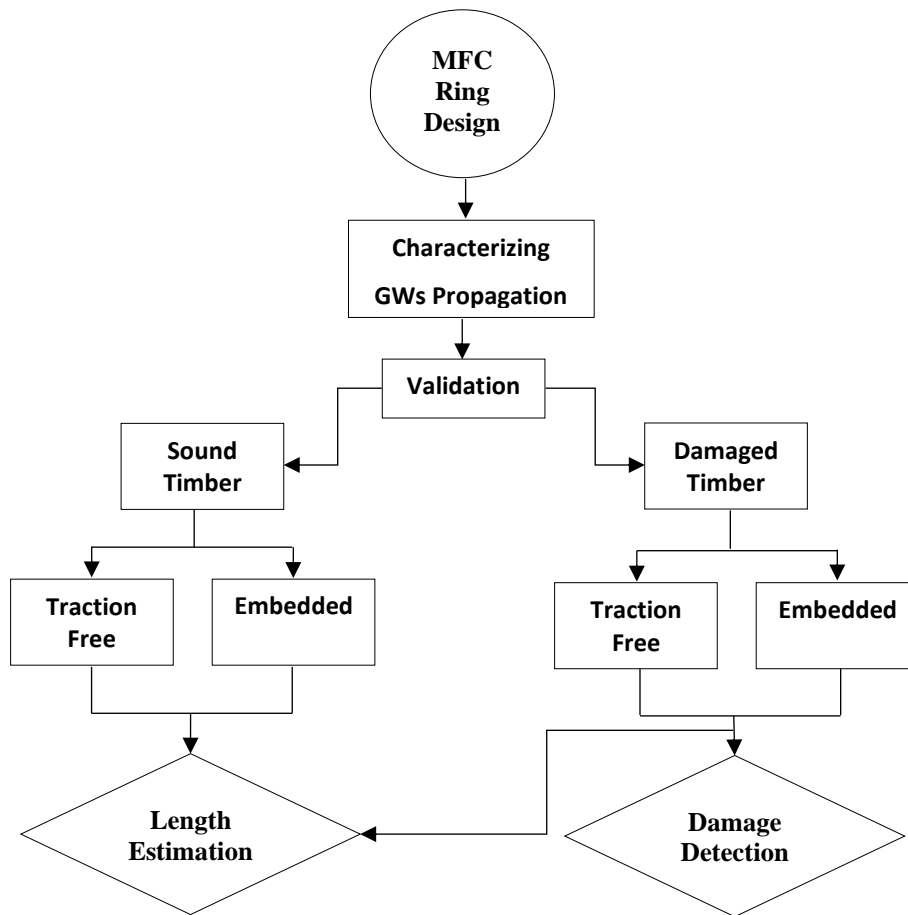 MFC
Ring
Design
Characterizing
GWs Propagation
Validation
Sound
Timber
Damaged
Timber
Traction
Free
Embedded
Traction
Free
Embedded
Length
Estimation
Damage
Detection